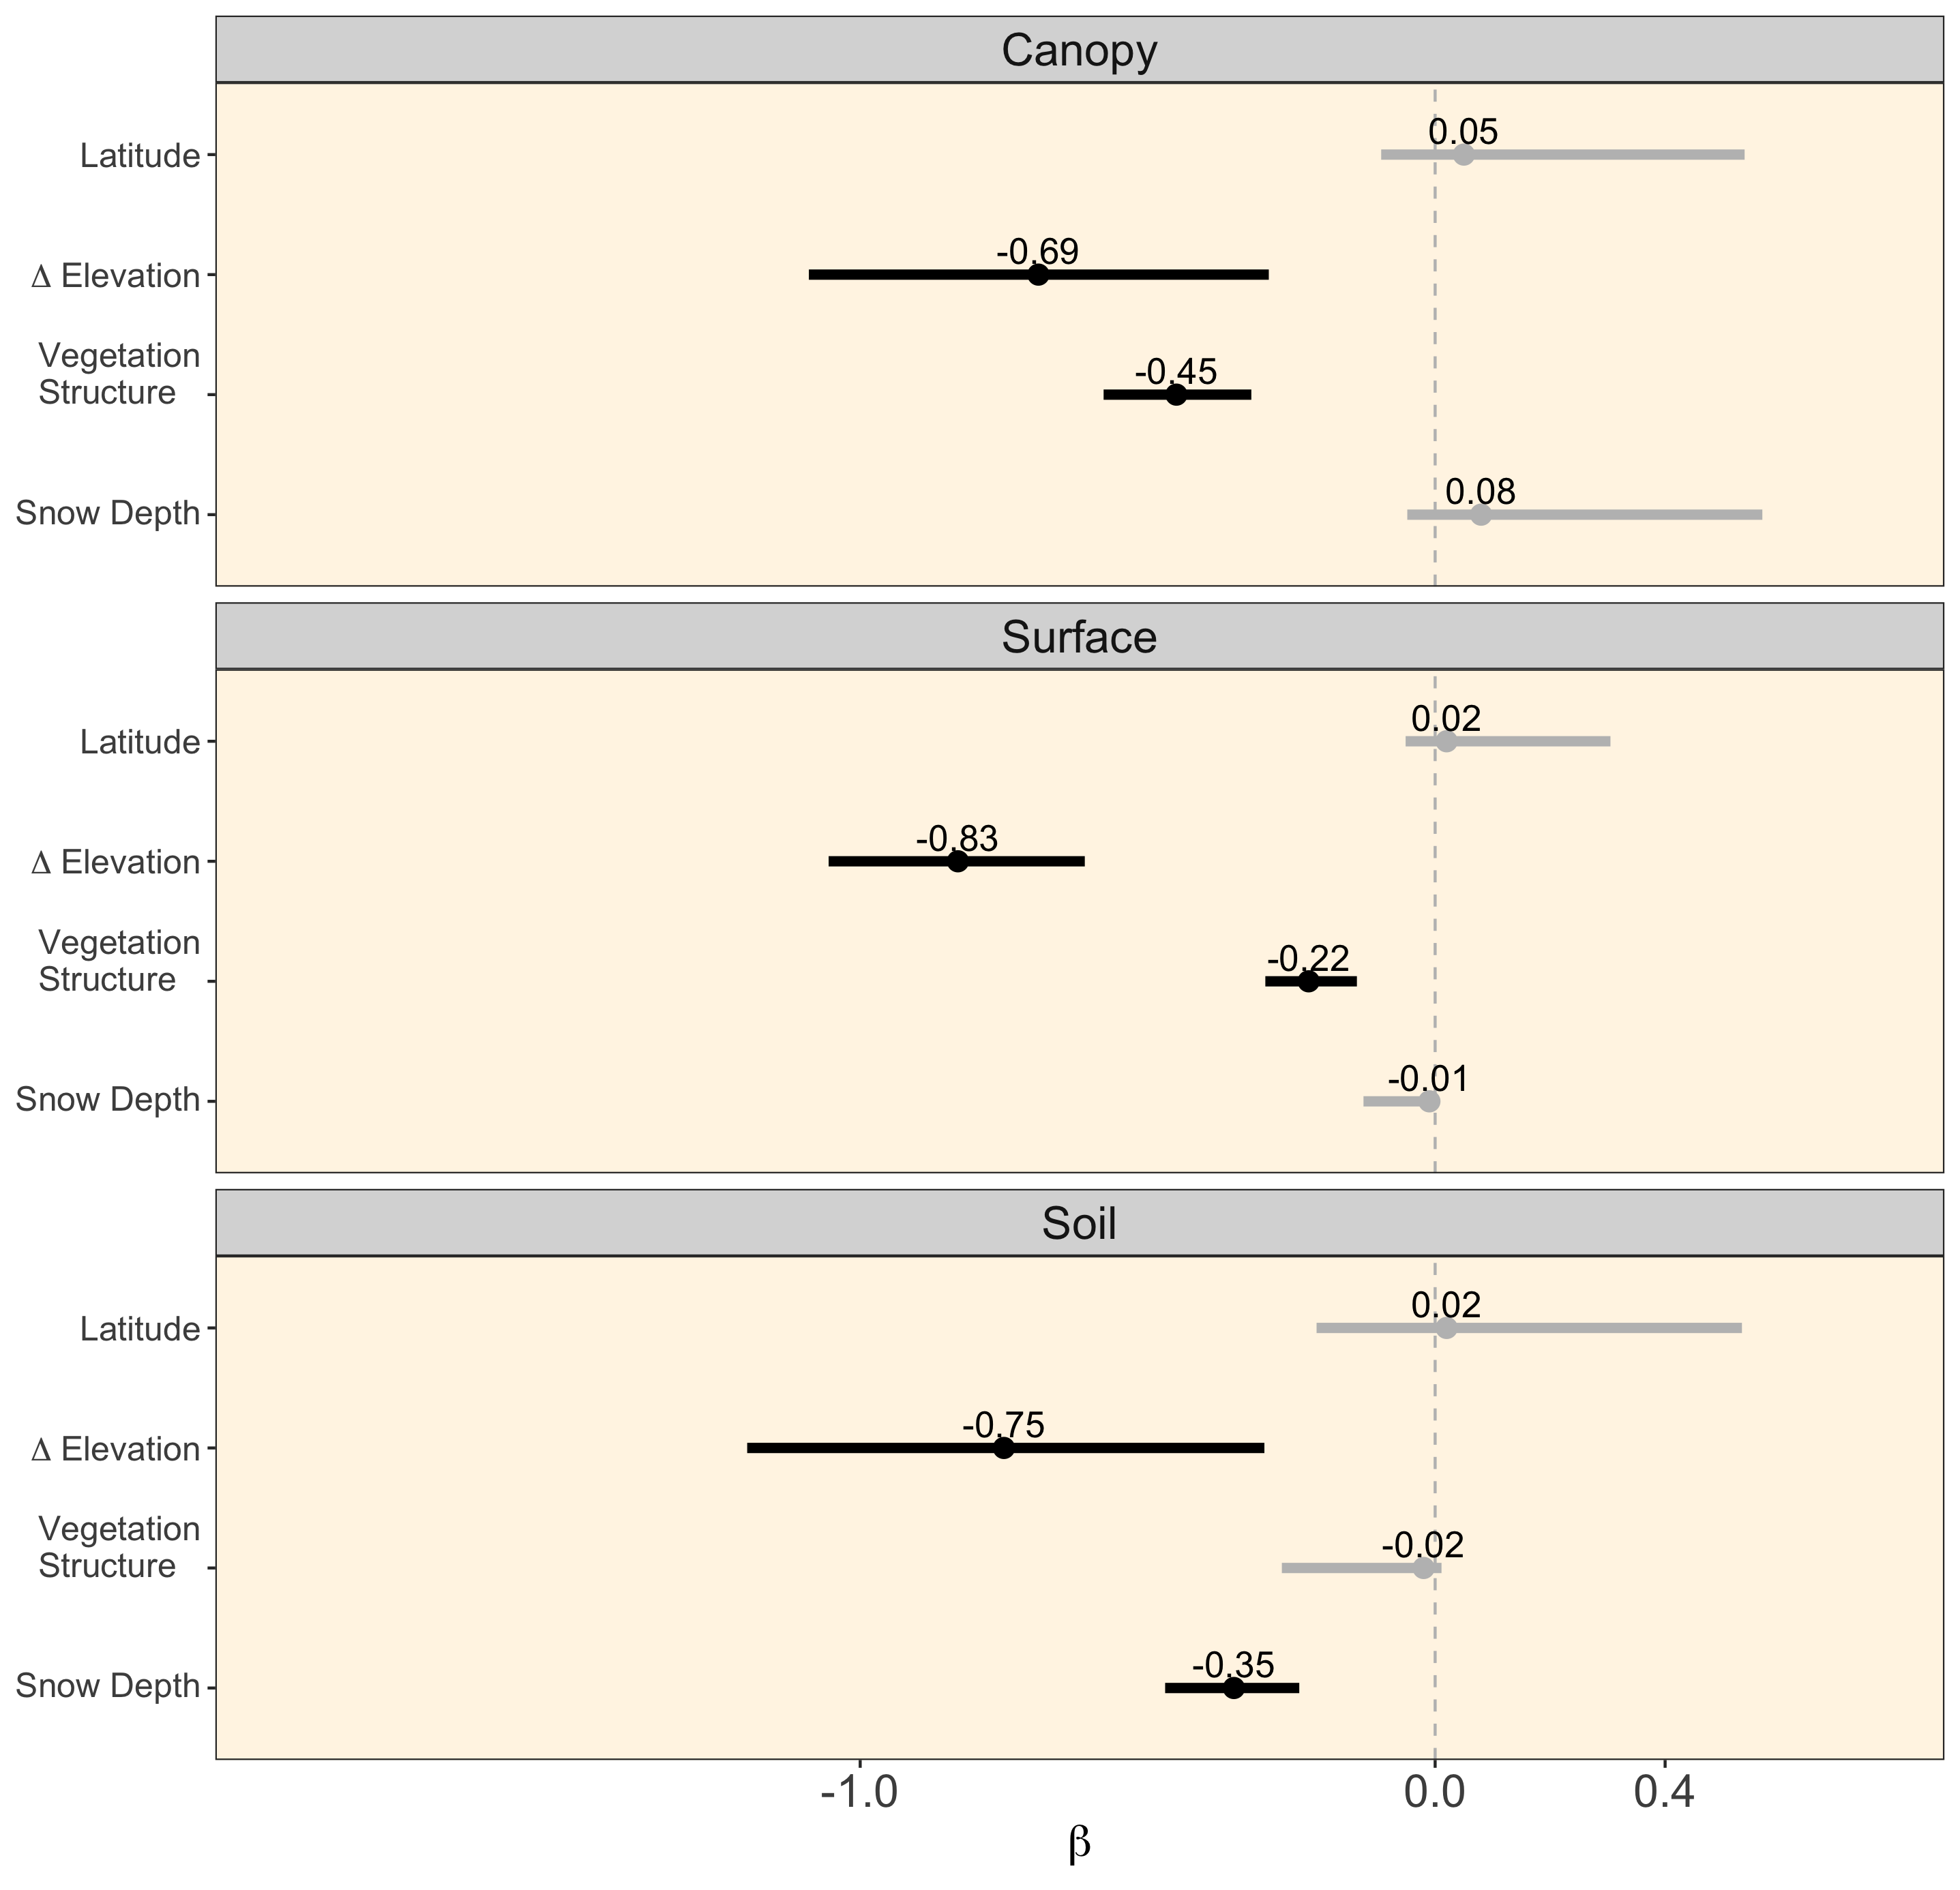 Canopy
Latitude
0.05
Δ Elevation
-0.69
Vegetation
Structure
-0.45
Snow Depth
0.08
Surface
Latitude
0.02
Δ Elevation
-0.83
Vegetation
Structure
-0.22
Snow Depth
-0.01
Soil
Latitude
0.02
Δ Elevation
-0.75
Vegetation
Structure
-0.02
Snow Depth
-0.35
-1.0 0.0 0.4
β